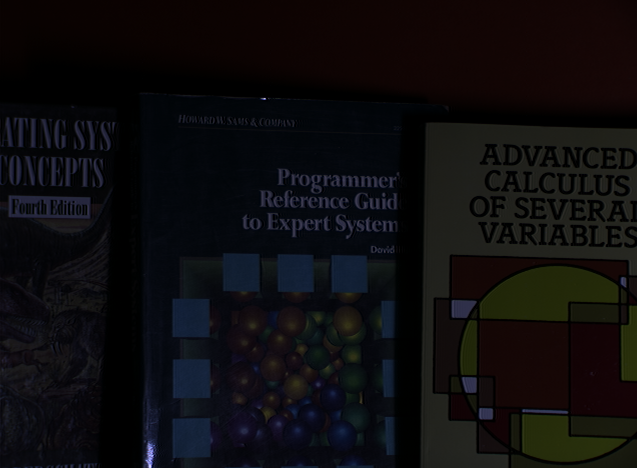 ATING SYS
CONCEPTS
Fourth Edition
HOWARD W. SAMS & COMPANY
Programmer'
Reference Guid
to Expert System
David
ADVANCED
CALCULUS
OF SEVERAL
VARIABLES